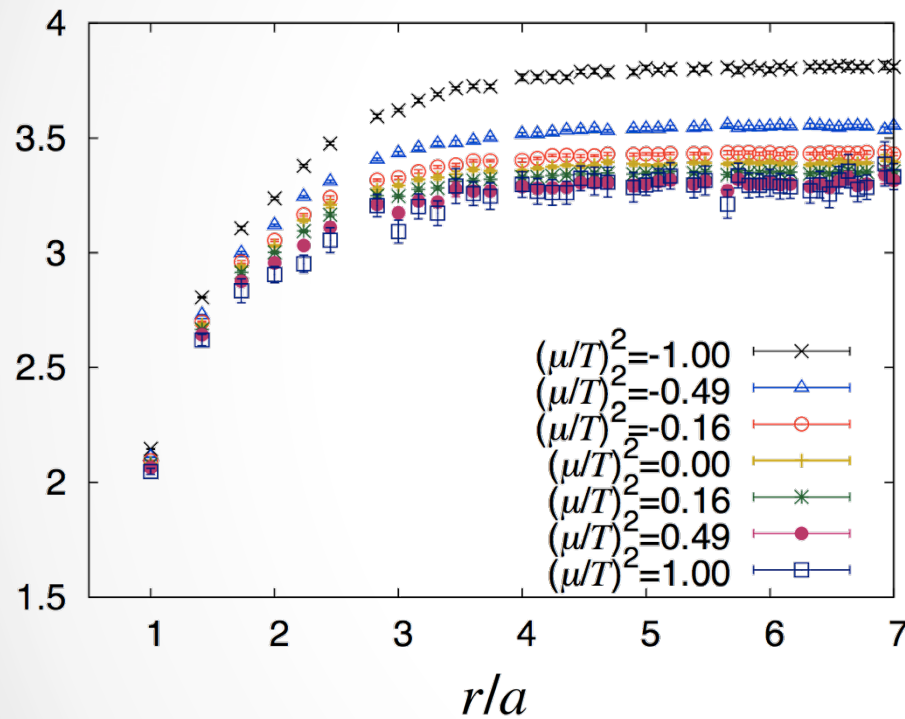 4
3.5
3
2.5
2
1.5
(μ/T)²=-1.00
(μ/T)²=-0.49
(μ/T)²=-0.16
(μ/T)²=0.00
(μ/T)²=0.16
(μ/T)²=0.49
(μ/T)²=1.00
1 2 3 4 5 6 7
r/a